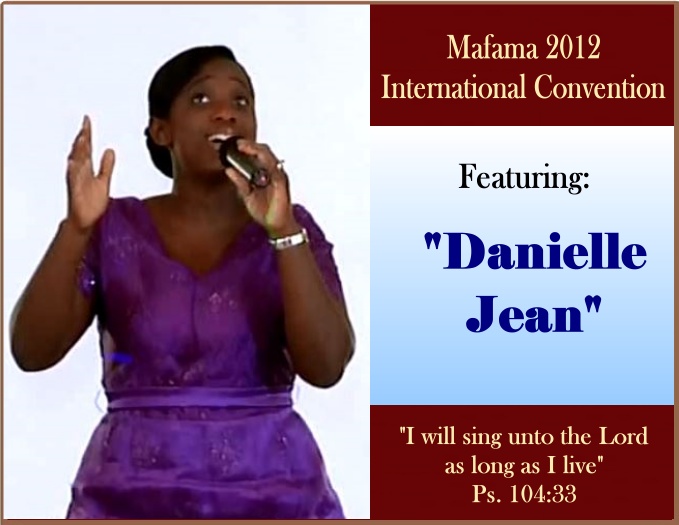 Mafama 2012
International Convention
Featuring:
"Danielle
Jean"
"I will sing unto the Lord
as long as I live"
Ps. 104:33